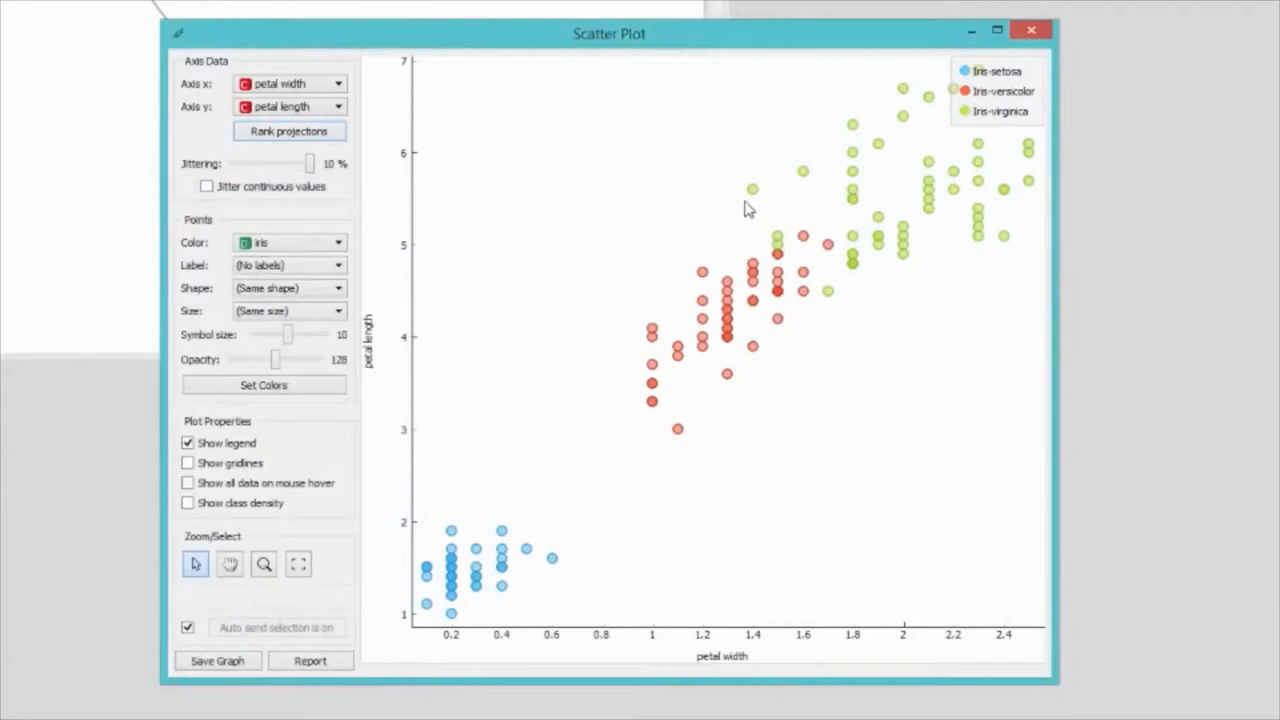 Scatter Plot
Axis Data
Axis x: C petal width
Axis y: C petal length
Rank projections
Jittering: 10 %
Jitter continuous values
Points
Color: D iris
Label: (No labels)
Shape: (Same shape)
Size: (Same size)
Symbol size: 10
Opacity: 128
Set Colors
Plot Properties
Show legend
Show gridlines
Show all data on mouse hover
Show class density
Zoom/Select
Auto send selection is on
Save Graph Report
Iris-setosa
Iris-versicolor
Iris-virginica
7
6
5
4
3
2
1
petal length
0.2 0.4 0.6 0.8 1 1.2 1.4 1.6 1.8 2 2.2 2.4
petal width